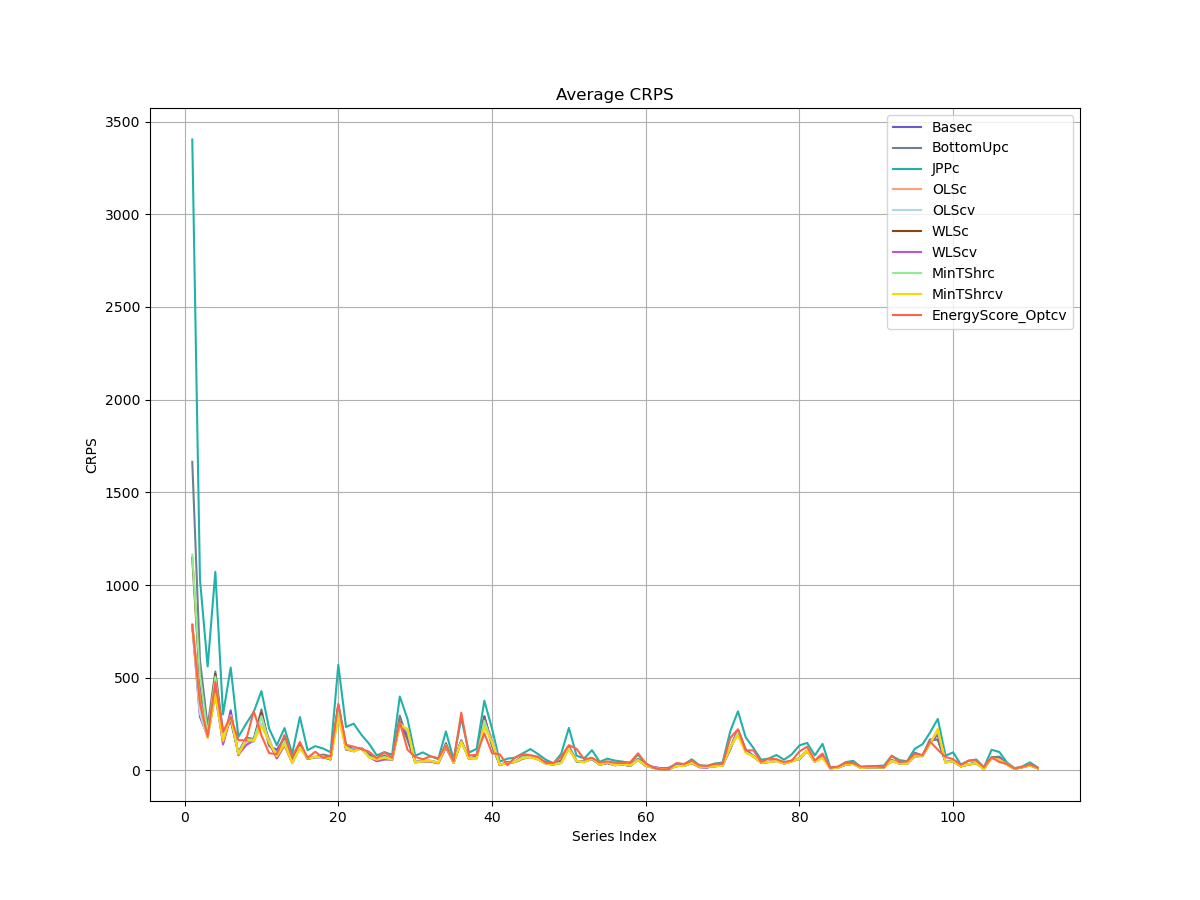 Average CRPS
3500
3000
2500
2000
1500
1000
500
0
CRPS
0 20 40 60 80 100
Series Index
Basec
BottomUpc
JPPc
OLSc
OLScv
WLSc
WLScv
MinTShrc
MinTShrcv
EnergyScore_Optcv